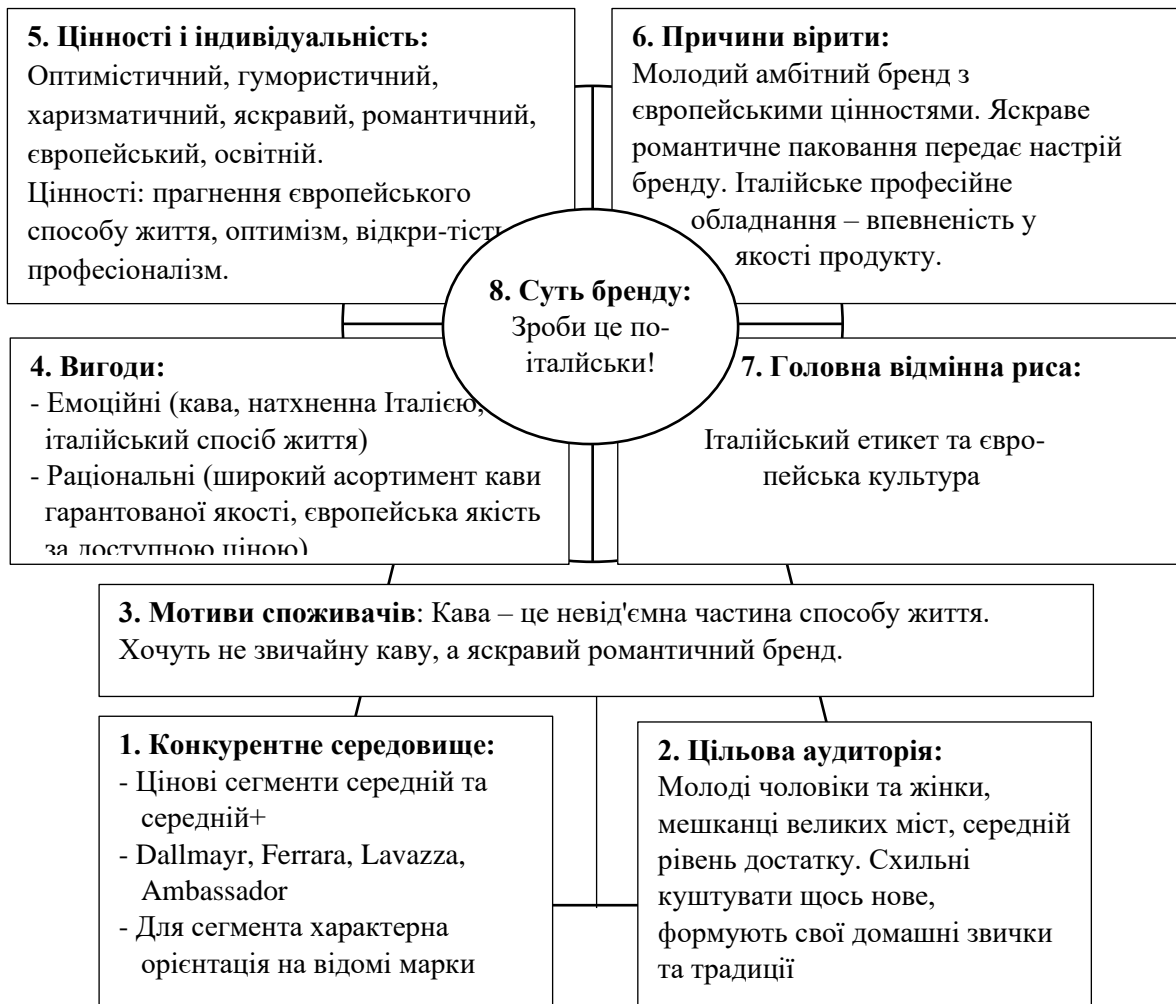 5. Цінності і індивідуальність:
Оптимістичний, гумористичний,
харизматичний, яскравий, романтичний,
європейський, освітній.
Цінності: прагнення європейського
способу життя, оптимізм, відкри-тість
професіоналізм.
6. Причини вірити:
Молодий амбітний бренд з
європейськими цінностями. Яскраве
романтичне паковання передає настрій
бренду. Італійське професійне
обладнання – впевненість у
якості продукту.
8. Суть бренду:
Зроби це по-
італйськи!
4. Вигоди:
- Емоційні (кава, натхненна Італією,
італійський спосіб життя)
- Раціональні (широкий асортимент кави
гарантованої якості, європейська якість
за доступною ціною)
7. Головна відмінна риса:
Італійський етикет та євро-
пейська культура
3. Мотиви споживачів: Кава – це невід'ємна частина способу життя.
Хочуть не звичайну каву, а яскравий романтичний бренд.
1. Конкурентне середовище:
- Цінові сегменти середній та
середній+
- Dallmayr, Ferrara, Lavazza,
Ambassador
- Для сегмента характерна
орієнтація на відомі марки
2. Цільова аудиторія:
Молоді чоловіки та жінки,
мешканці великих міст, середній
рівень достатку. Схильні
куштувати щось нове,
формують свої домашні звички
та традиції